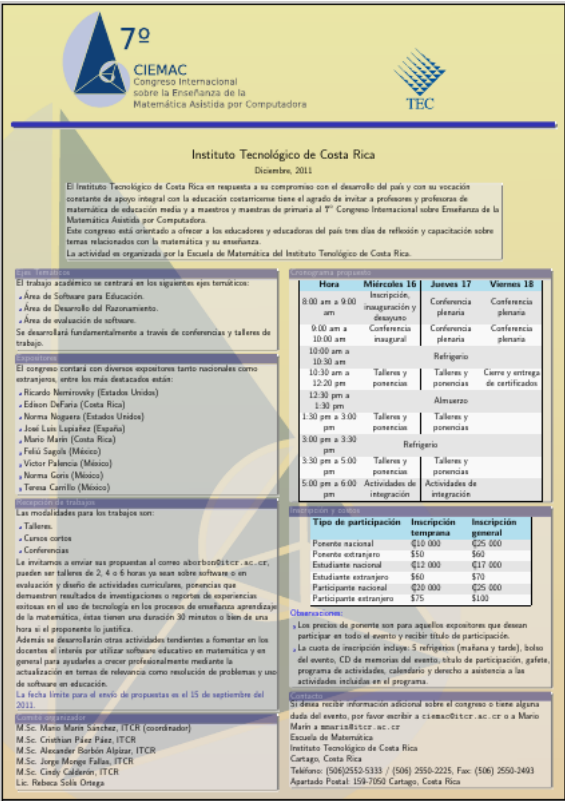 7º
CIEMAC
Congreso Internacional
sobre la Enseñanza de la
Matemática Asistida por Computadora
TEC
Instituto Tecnológico de Costa Rica
Diciembre, 2011
El Instituto Tecnológico de Costa Rica en respuesta a su compromiso con el desarrollo del país y con su vocación
constante de apoyo integral con la educación costarricense tiene el agrado de invitar a profesores y profesoras de
matemática de educación media y a maestros y maestras de primaria al 7º Congreso Internacional sobre Enseñanza de la
Matemática Asistida por Computadora.
Este congreso está orientado a ofrecer a los educadores y educadoras del país tres días de reflexión y capacitación sobre
temas relacionados con la matemática y su enseñanza.
La actividad es organizada por la Escuela de Matemática del Instituto Tenológico de Costa Rica.
Ejes Temáticos
El trabajo académico se centrará en los siguientes ejes temáticos:
Área de Software para Educación.
Área de Desarrollo del Razonamiento.
Área de evaluación de software.
Se desarrollará fundamentalmente a través de conferencias y talleres de
trabajo.
Expositores
El congreso contará con diversos expositores tanto nacionales como
extranjeros, entre los más destacados están:
Ricardo Nemirovsky (Estados Unidos)
Edison DeFaria (Costa Rica)
Norma Noguera (Estados Unidos)
José Luis Lupiañez (España)
Mario Marín (Costa Rica)
Feliú Sagols (México)
Víctor Palencia (México)
Norma Goris (México)
Teresa Carrillo (México)
Recepción de trabajos
Las modalidades para los trabajos son:
Talleres.
Cursos cortos
Conferencias
Le invitamos a enviar sus propuestas al correo aborbon@itcr.ac.cr,
pueden ser talleres de 2, 4 o 6 horas ya sean sobre software o en
evaluación y diseño de actividades curriculares, ponencias que
demuestren resultados de investigaciones o reportes de experiencias
exitosas en el uso de tecnología en los procesos de enseñanza aprendizaje
de la matemática, éstas tienen una duración 30 minutos o bien de una
hora si el proponente lo justifica.
Además se desarrollarán otras actividades tendientes a fomentar en los
docentes el interés por utilizar software educativo en matemática y en
general para ayudarles a crecer profesionalmente mediante la
actualización en temas de relevancia como resolución de problemas y uso
de software en educación.
La fecha límite para el envío de propuestas es el 15 de septiembre del
2011.
Comité organizador
M.Sc. Mario Marín Sánchez, ITCR (coordinador)
M.Sc. Cristhian Páez Páez, ITCR
M.Sc. Alexander Borbón Alpízar, ITCR
M.Sc. Jorge Monge Fallas, ITCR
M.Sc. Cindy Calderón, ITCR
Lic. Rebeca Solís Ortega
Cronograma propuesto
Hora Miércoles 16 Jueves 17 Viernes 18
8:00 am a 9:00 am Inscripción, inauguración y desayuno Conferencia plenaria Conferencia plenaria
9:00 am a 10:00 am Conferencia inaugural Conferencia plenaria Conferencia plenaria
10:00 am a 10:30 am Refrigerio
10:30 am a 12:20 pm Talleres y ponencias Talleres y ponencias Cierre y entrega de certificados
12:30 pm a 1:30 pm Almuerzo
1:30 pm a 3:00 pm Talleres y ponencias Talleres y ponencias
3:00 pm a 3:30 pm Refrigerio
3:30 pm a 5:00 pm Talleres y ponencias Talleres y ponencias
5:00 pm a 6:00 pm Actividades de integración Actividades de integración
Inscripción y costos
Tipo de participación Inscripción temprana Inscripción general
Ponente nacional ₡10 000 ₡25 000
Ponente extranjero $50 $60
Estudiante nacional ₡12 000 ₡17 000
Estudiante extranjero $60 $70
Participante nacional ₡20 000 ₡25 000
Participante extranjero $75 $100
Observaciones:
Los precios de ponente son para aquellos expositores que desean
participar en todo el evento y recibir título de participación.
La cuota de inscripción incluye: 5 refrigerios (mañana y tarde), bolso
del evento, CD de memorias del evento, título de participación, gafete,
programa de actividades, calendario y derecho a asistencia a las
actividades incluidas en el programa.
Contacto
Si desea recibir información adicional sobre el congreso o tiene alguna
duda del evento, por favor escribir a ciemac@itcr.ac.cr o a Mario
Marín a mmarin@itcr.ac.cr
Escuela de Matemática
Instituto Tecnológico de Costa Rica
Cartago, Costa Rica
Teléfono: (506)2552-5333 / (506) 2550-2225, Fax: (506) 2550-2493
Apartado Postal: 159-7050 Cartago, Costa Rica